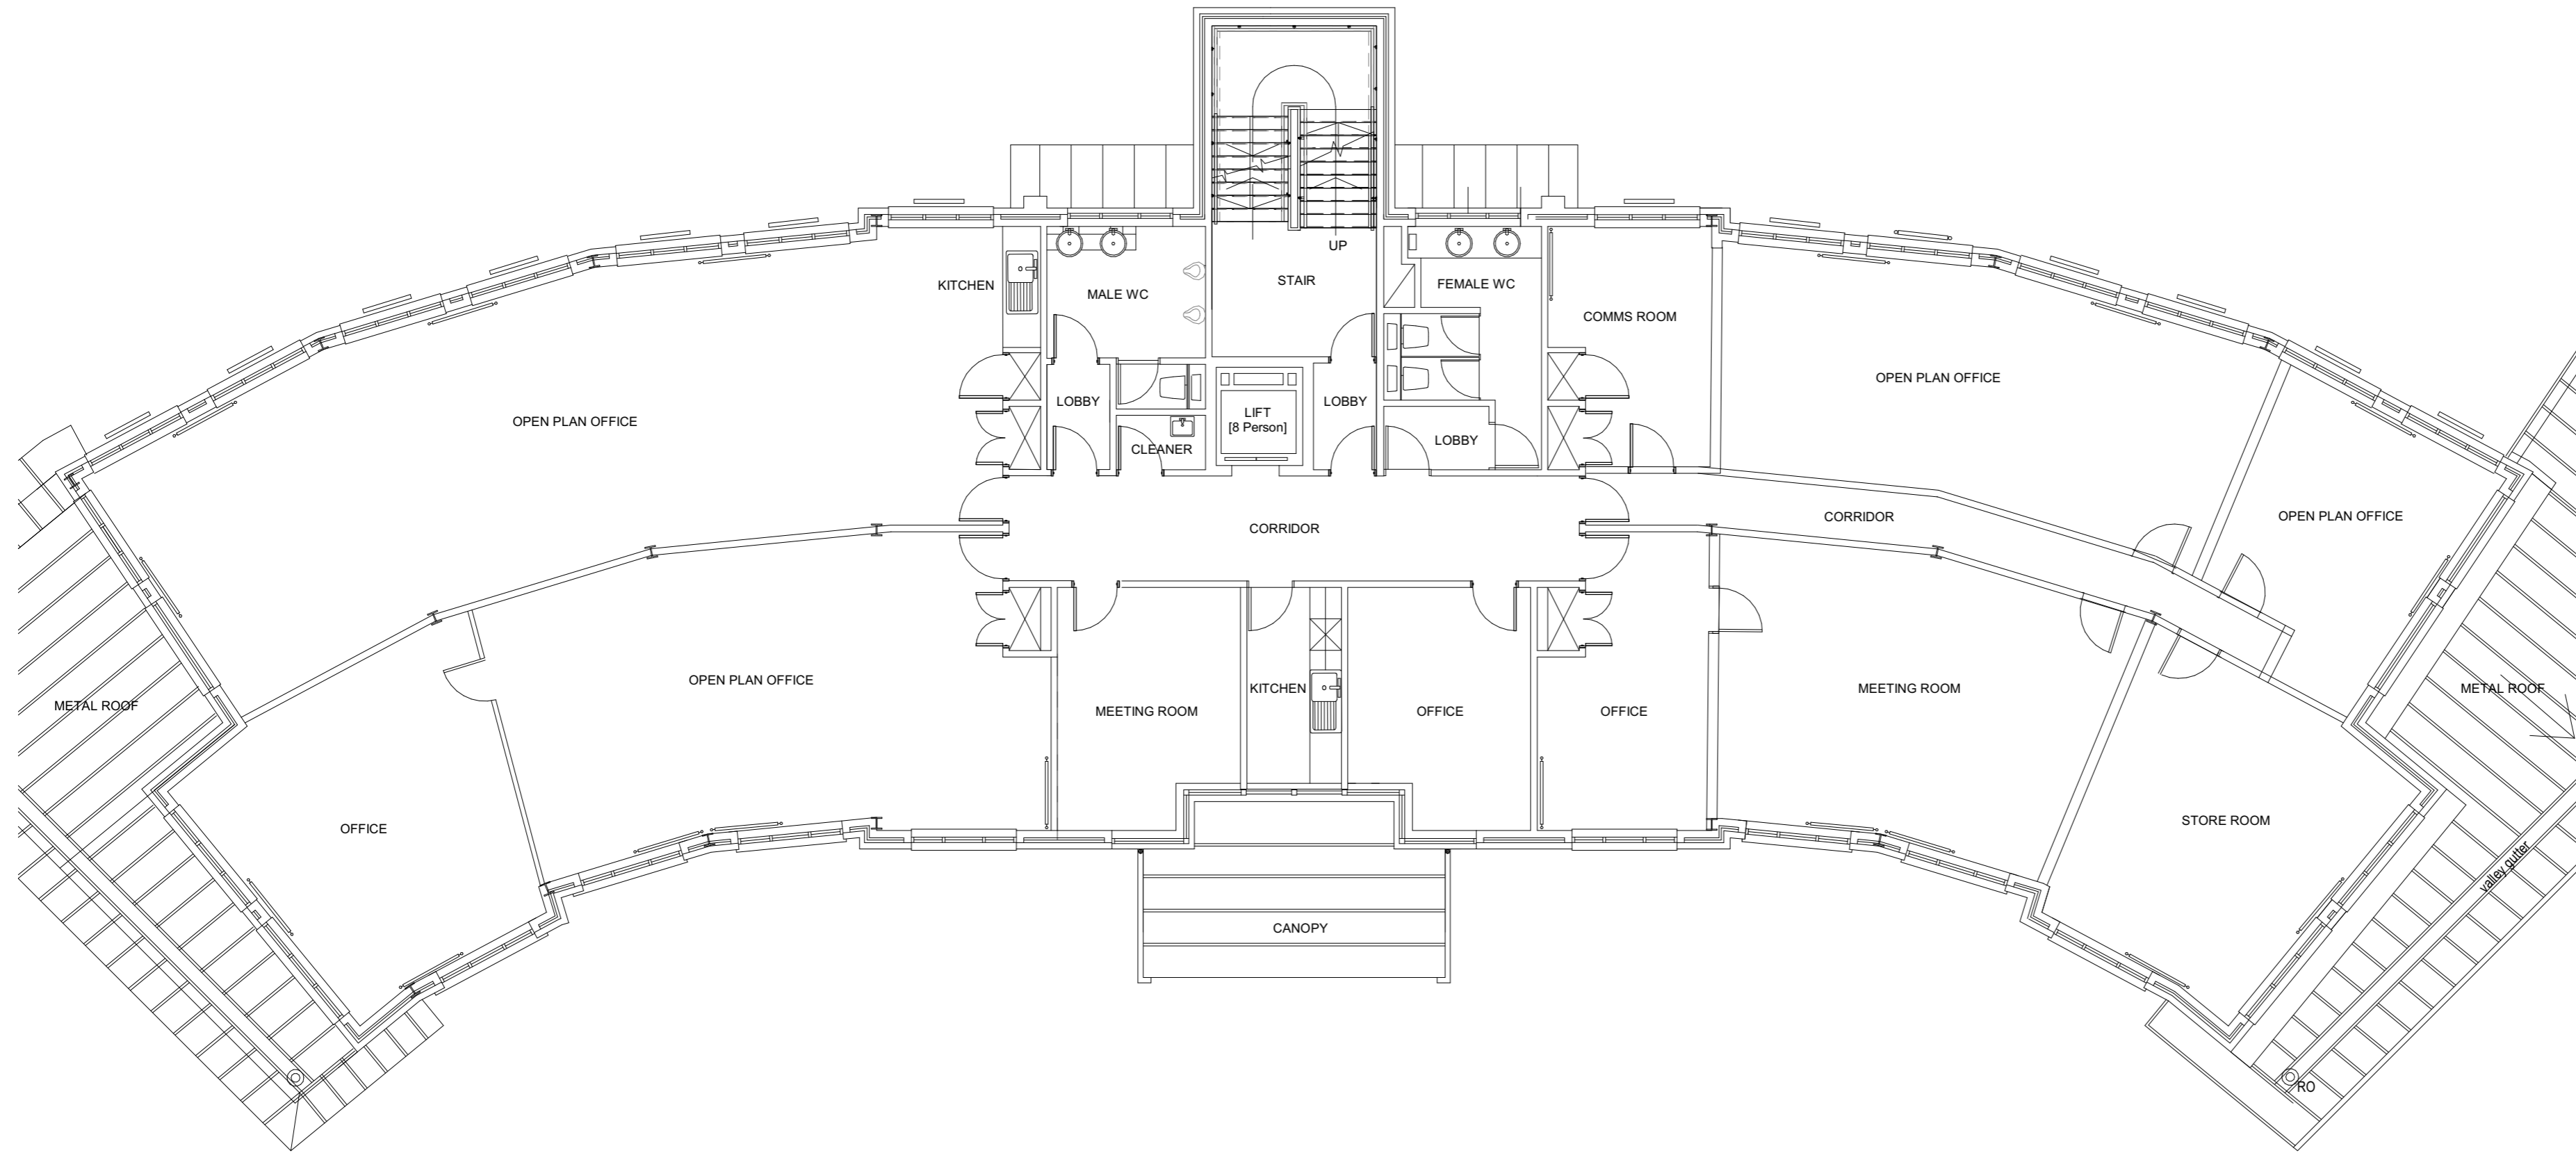 UP
STAIR
KITCHEN
MALE WC
FEMALE WC
COMMS ROOM
OPEN PLAN OFFICE
OPEN PLAN OFFICE
LOBBY
LIFT
[8 Person]
LOBBY
LOBBY
CLEANER
CORRIDOR
CORRIDOR
OPEN PLAN OFFICE
METAL ROOF
OPEN PLAN OFFICE
MEETING ROOM
KITCHEN
OFFICE
OFFICE
MEETING ROOM
METAL ROOF
OFFICE
STORE ROOM
valley gutter
CANOPY
RO